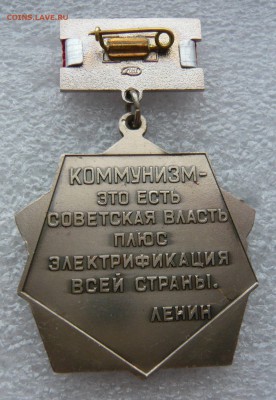 COINS.LAVE.RU
КОММУНИЗМ-
ЭТО ЕСТЬ
СОВЕТСКАЯ ВЛАСТЬ
ПЛЮС
ЭЛЕКТРИФИКАЦИЯ
ВСЕЙ СТРАНЫ.
ЛЕНИН